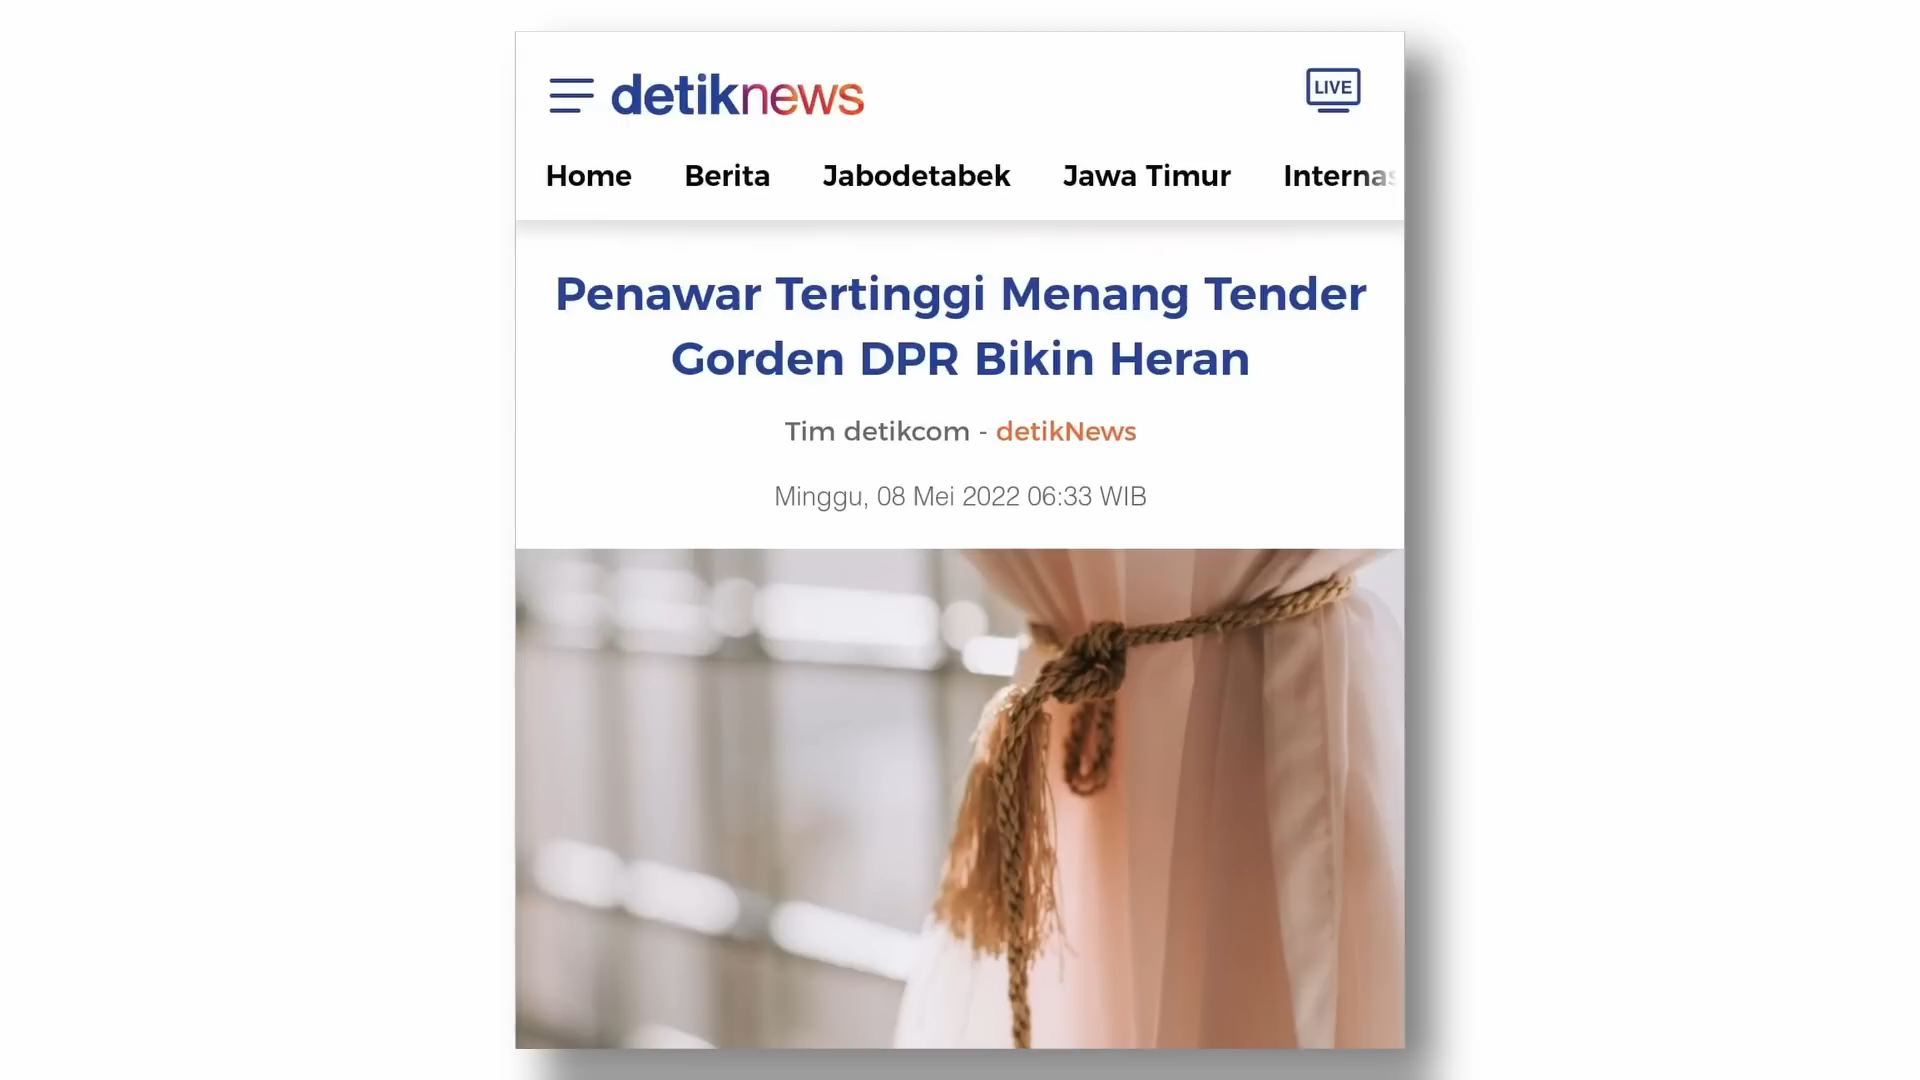 detiknews
LIVE
Home Berita Jabodetabek Jawa Timur Internas
Penawar Tertinggi Menang Tender
Gorden DPR Bikin Heran
Tim detikcom - detikNews
Minggu, 08 Mei 2022 06:33 WIB